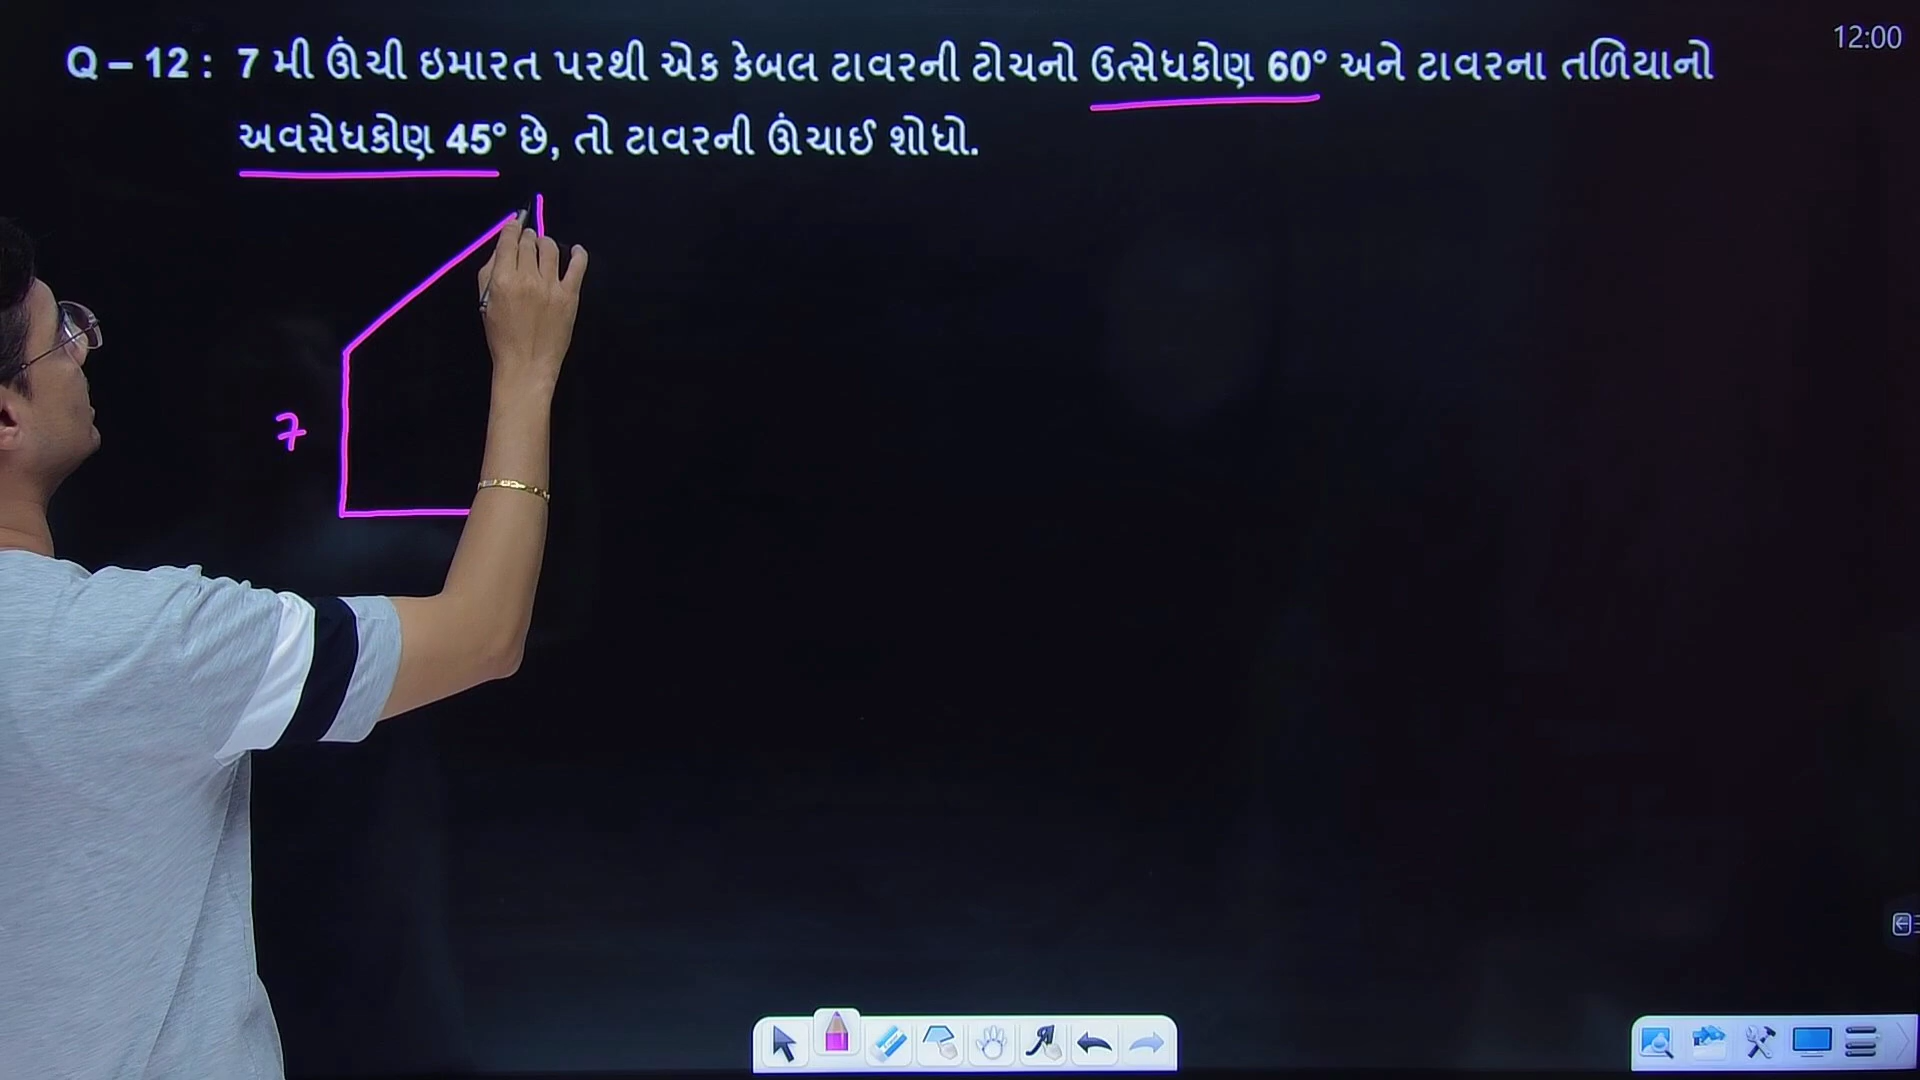 12:00
Q – 12 : 7 મી ઊંચી ઇમારત પરથી એક કેબલ ટાવરની ટોચનો ઉત્સેધકોણ 60° અને ટાવરના તળિયાનો
અવસેધકોણ 45° છે, તો ટાવરની ઊંચાઈ શોધો.
7